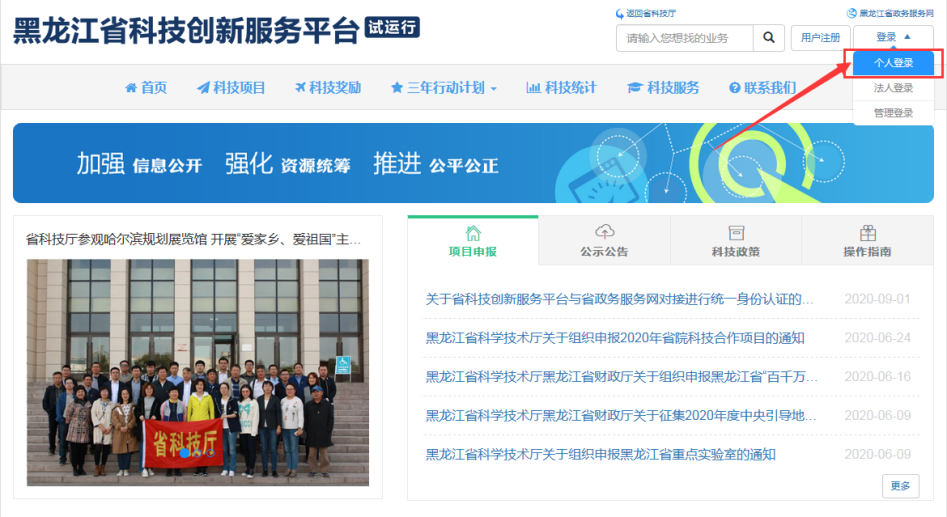 返回省科技厅
黑龙江省政务服务网
黑龙江省科技创新服务平台 试运行
请输入您想找的业务
用户注册
登录
个人登录
法人登录
管理登录
首页 科技项目 科技奖励 三年行动计划 科技统计 科技服务 联系我们
加强 信息公开 强化 资源统筹 推进 公平公正
省科技厅参观哈尔滨规划展览馆 开展“爱家乡、爱祖国”主...
省科技厅
项目申报 公示公告 科技政策 操作指南
关于省科技创新服务平台与省政务服务网对接进行统一身份认证的... 2020-09-01
黑龙江省科学技术厅关于组织申报2020年省院科技合作项目的通知 2020-06-24
黑龙江省科学技术厅黑龙江省财政厅关于组织申报黑龙江省“百千万... 2020-06-16
黑龙江省科学技术厅黑龙江省财政厅关于征集2020年度中央引导地... 2020-06-09
黑龙江省科学技术厅关于组织申报黑龙江省重点实验室的通知 2020-06-09
更多